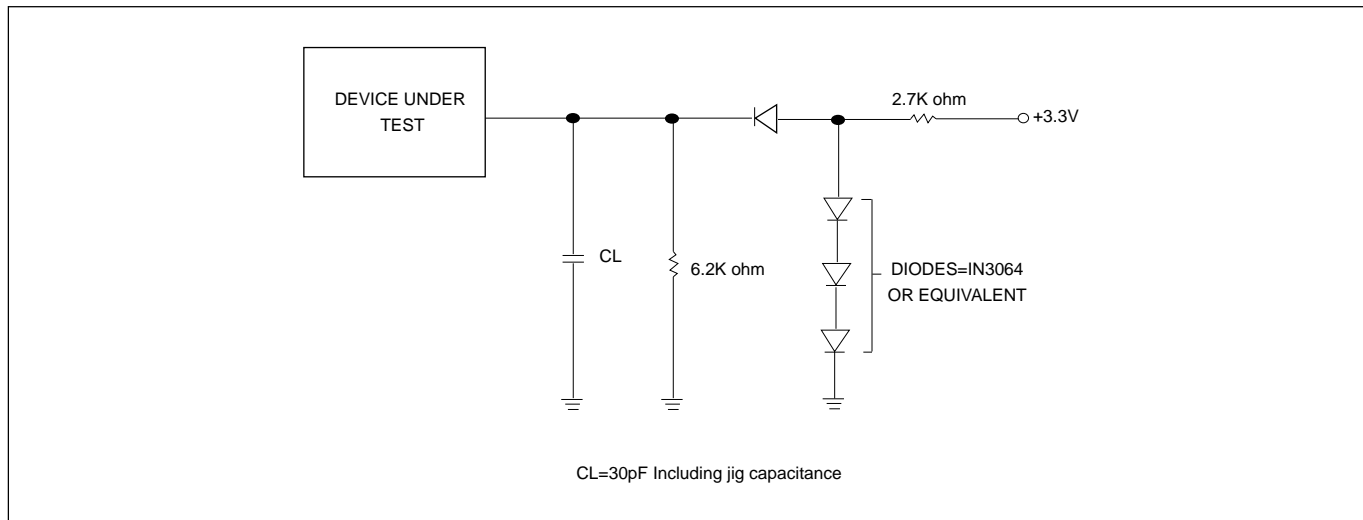 DEVICE UNDER
TEST
2.7K ohm
+3.3V
CL
6.2K ohm
DIODES=IN3064
OR EQUIVALENT
CL=30pF Including jig capacitance